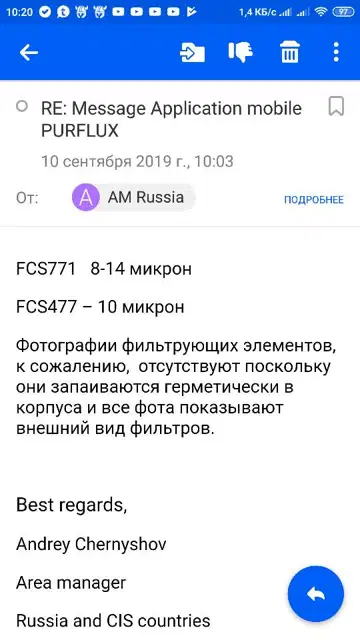 10:20 1,4 КБ/с 97
RE: Message Application mobile
PURFLUX
10 сентября 2019 г., 10:03
От: A AM Russia ПОДРОБНЕЕ
FCS771 8-14 микрон
FCS477 – 10 микрон
Фотографии фильтрующих элементов,
к сожалению, отсутствуют поскольку
они запаиваются герметически в
корпуса и все фота показывают
внешний вид фильтров.
Best regards,
Andrey Chernyshov
Area manager
Russia and CIS countries